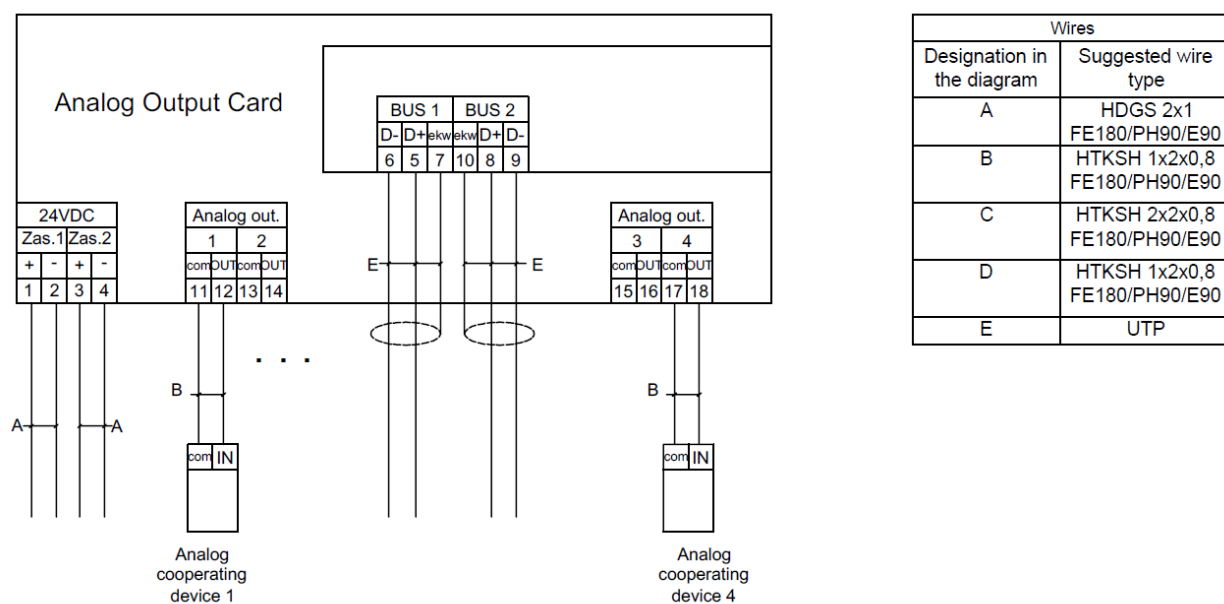 Analog Output Card
BUS 1 BUS 2
D- D+ ekw ekw D+ D-
6 5 7 10 8 9
24VDC
Zas.1 Zas.2
+ - + -
1 2 3 4
Analog out.
1 2
com OUT com OUT
11 12 13 14
Analog out.
3 4
com OUT com OUT
15 16 17 18
E E
. . .
B
B
A A
com IN
com IN
Analog
cooperating
device 1
Analog
cooperating
device 4
Wires
Designation in
the diagram
Suggested wire
type
A
HDGS 2x1
FE180/PH90/E90
B
HTKSH 1x2x0,8
FE180/PH90/E90
C
HTKSH 2x2x0,8
FE180/PH90/E90
D
HTKSH 1x2x0,8
FE180/PH90/E90
E
UTP